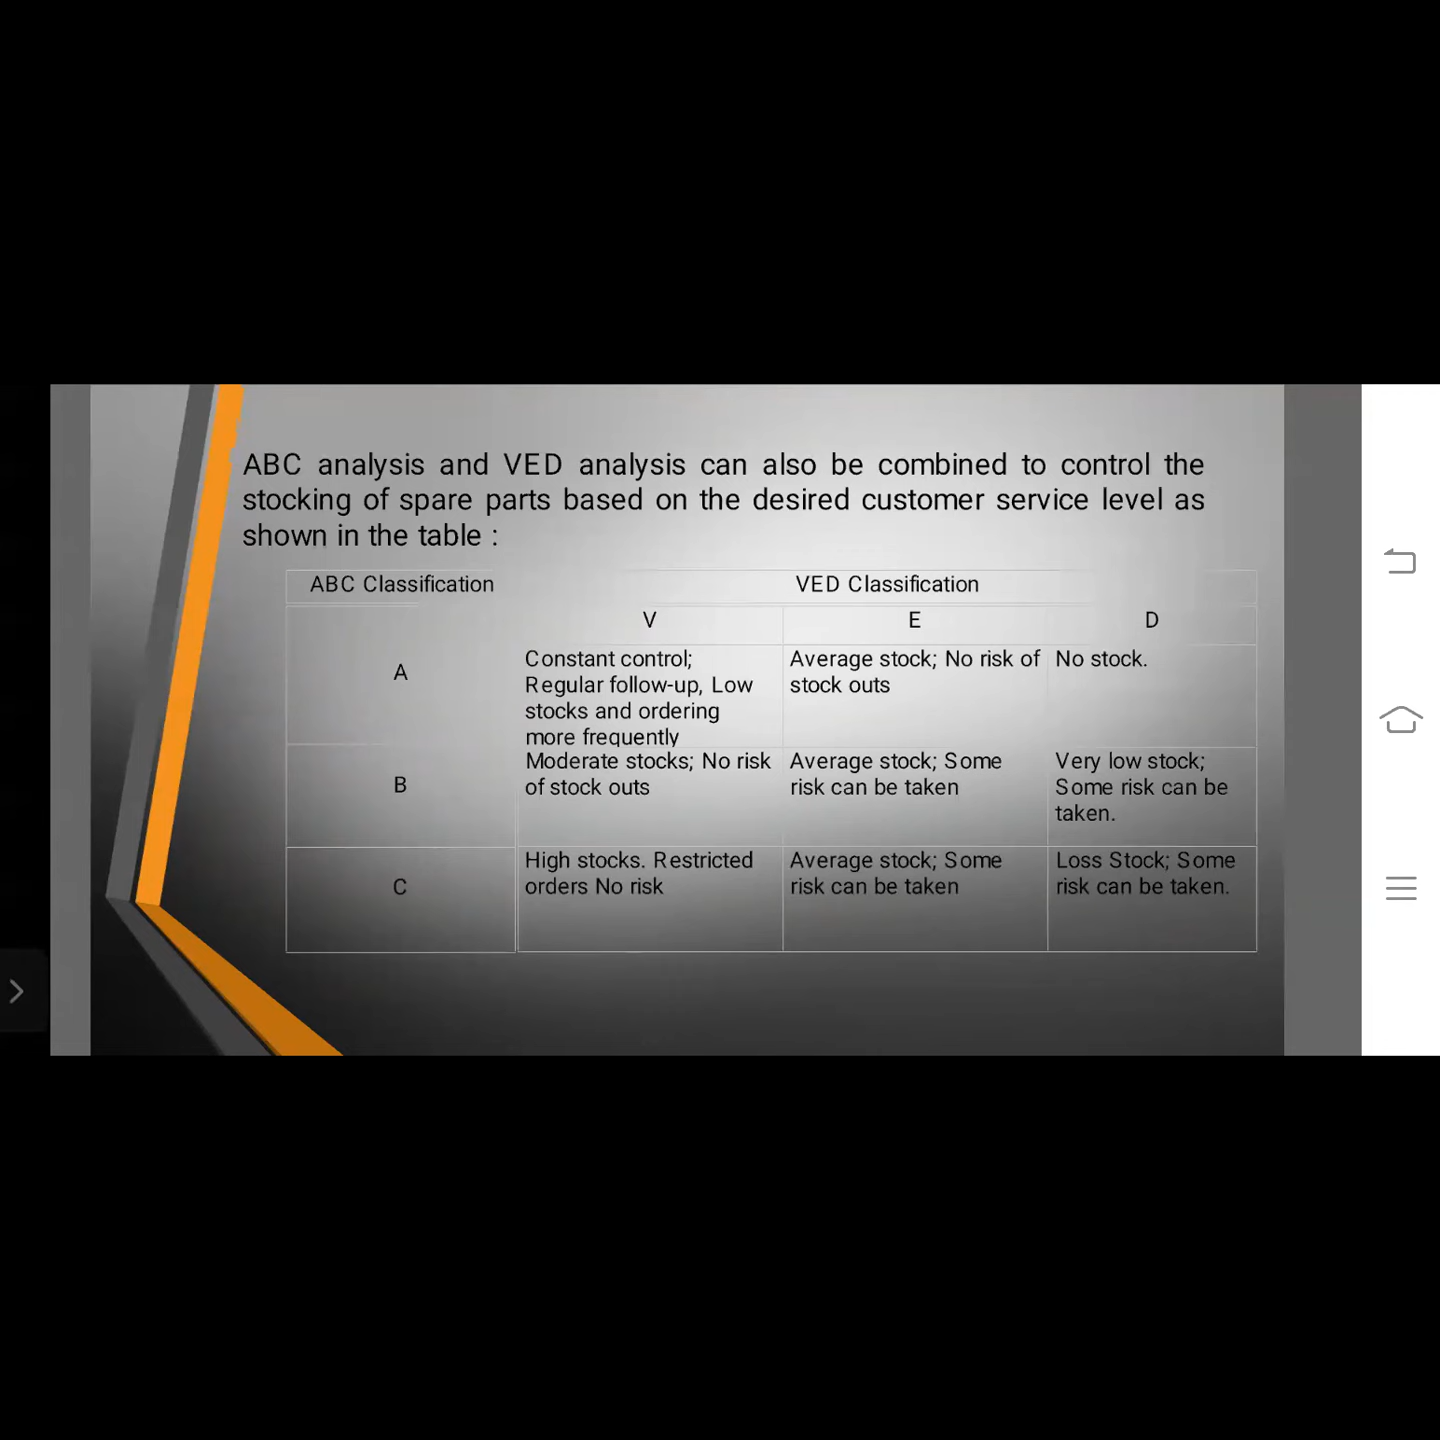 ABC analysis and VED analysis can also be combined to control the
stocking of spare parts based on the desired customer service level as
shown in the table :
ABC Classification VED Classification
V E D
A
Constant control;
Regular follow-up, Low
stocks and ordering
more frequently
Average stock; No risk of
stock outs
No stock.
B
Moderate stocks; No risk
of stock outs
Average stock; Some
risk can be taken
Very low stock;
Some risk can be
taken.
C
High stocks. Restricted
orders No risk
Average stock; Some
risk can be taken
Loss Stock; Some
risk can be taken.